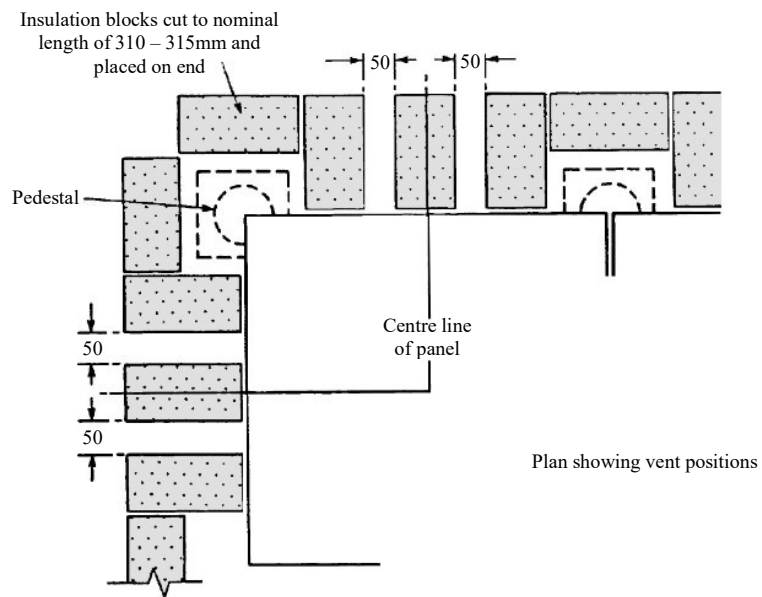 Insulation blocks cut to nominal
length of 310 – 315mm and
placed on end
50
50
Pedestal
Centre line
of panel
50
50
Plan showing vent positions